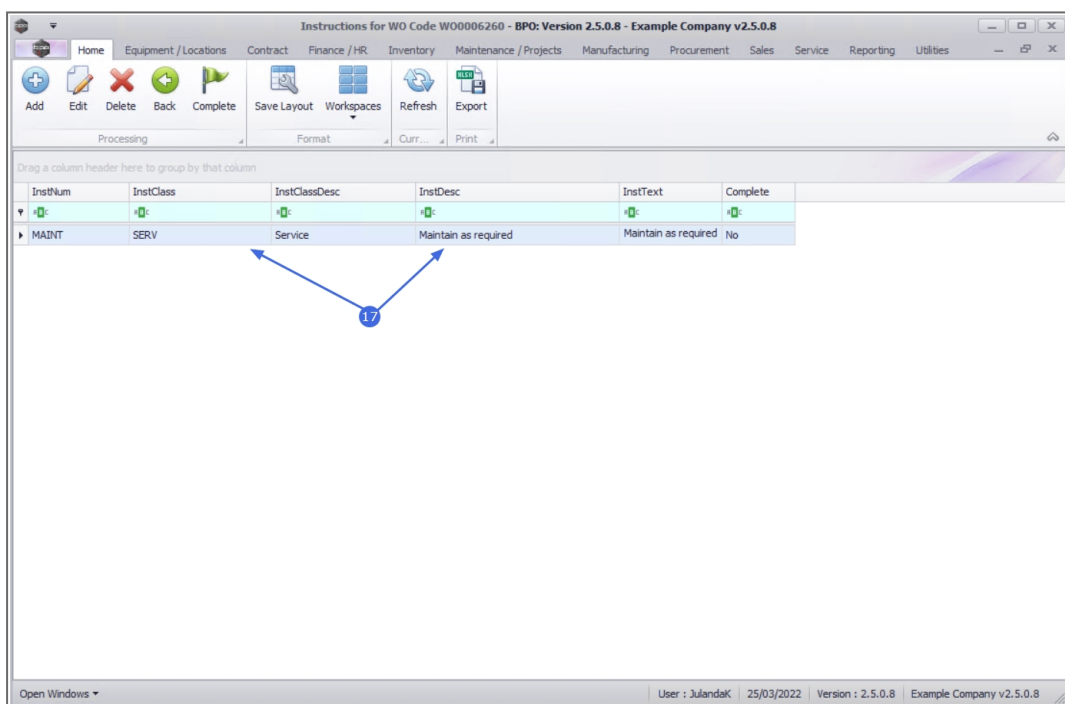 Instructions for WO Code WO0006260 - BPO: Version 2.5.0.8 - Example Company v2.5.0.8
Home Equipment / Locations Contract Finance / HR Inventory Maintenance / Projects Manufacturing Procurement Sales Service Reporting Utilities
Add Edit Delete Back Complete Save Layout Workspaces Refresh Export
Processing Format Curr... Print
Drag a column header here to group by that column
InstNum InstClass InstClassDesc InstDesc InstText Complete
MAINT SERV Service Maintain as required Maintain as required No
17
Open Windows User : JulandaK 25/03/2022 Version : 2.5.0.8 Example Company v2.5.0.8